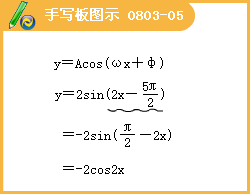 手写板图示 0803-05
y=Acos(ωx+φ)
y=2sin(2x-5π/2)
=-2sin(π/2-2x)
=-2cos2x